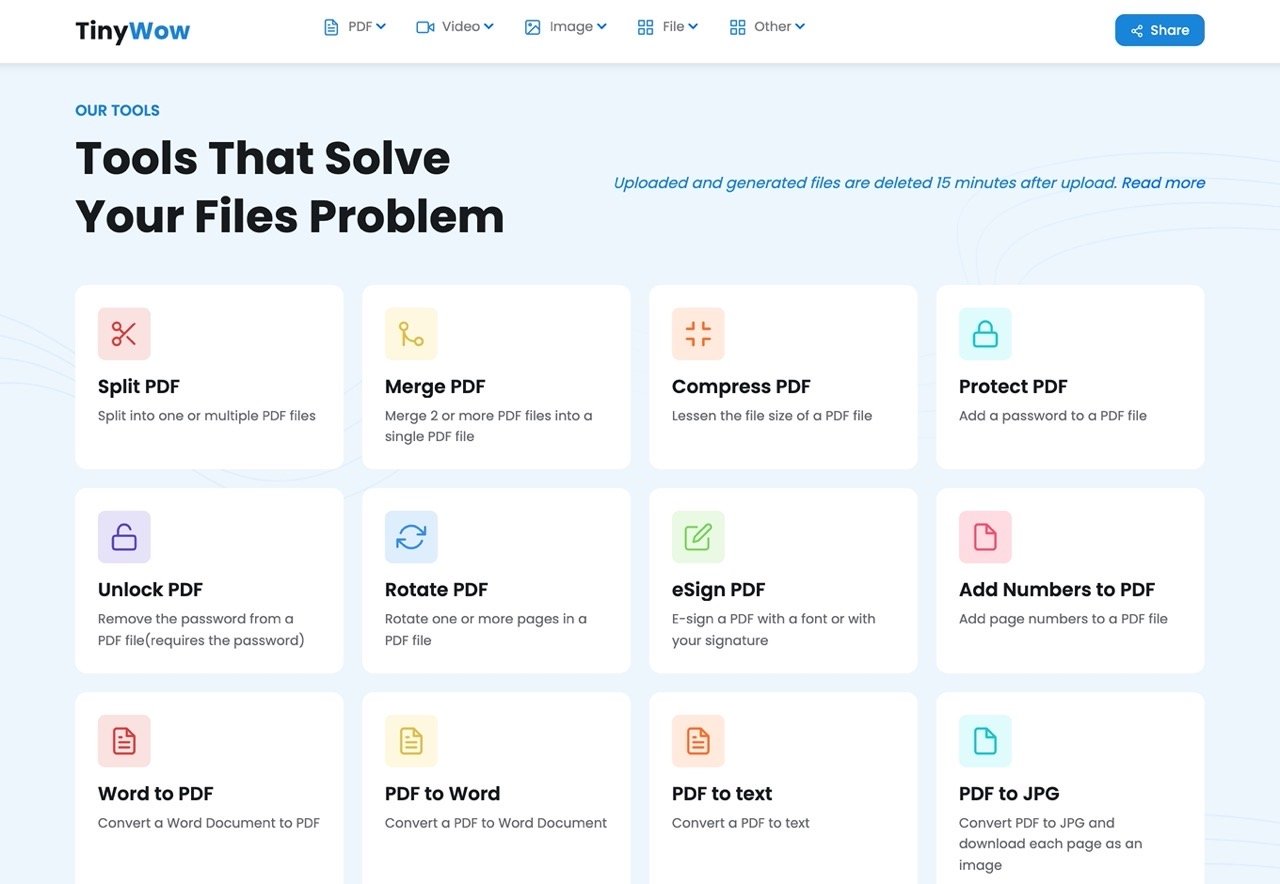 TinyWow
PDF
Video
Image
File
Other
Share
OUR TOOLS
Tools That Solve
Your Files Problem
Uploaded and generated files are deleted 15 minutes after upload. Read more
Split PDF
Split into one or multiple PDF files
Merge PDF
Merge 2 or more PDF files into a
single PDF file
Compress PDF
Lessen the file size of a PDF file
Protect PDF
Add a password to a PDF file
Unlock PDF
Remove the password from a
PDF file(requires the password)
Rotate PDF
Rotate one or more pages in a
PDF file
eSign PDF
E-sign a PDF with a font or with
your signature
Add Numbers to PDF
Add page numbers to a PDF file
Word to PDF
Convert a Word Document to PDF
PDF to Word
Convert a PDF to Word Document
PDF to text
Convert a PDF to text
PDF to JPG
Convert PDF to JPG and
download each page as an
image